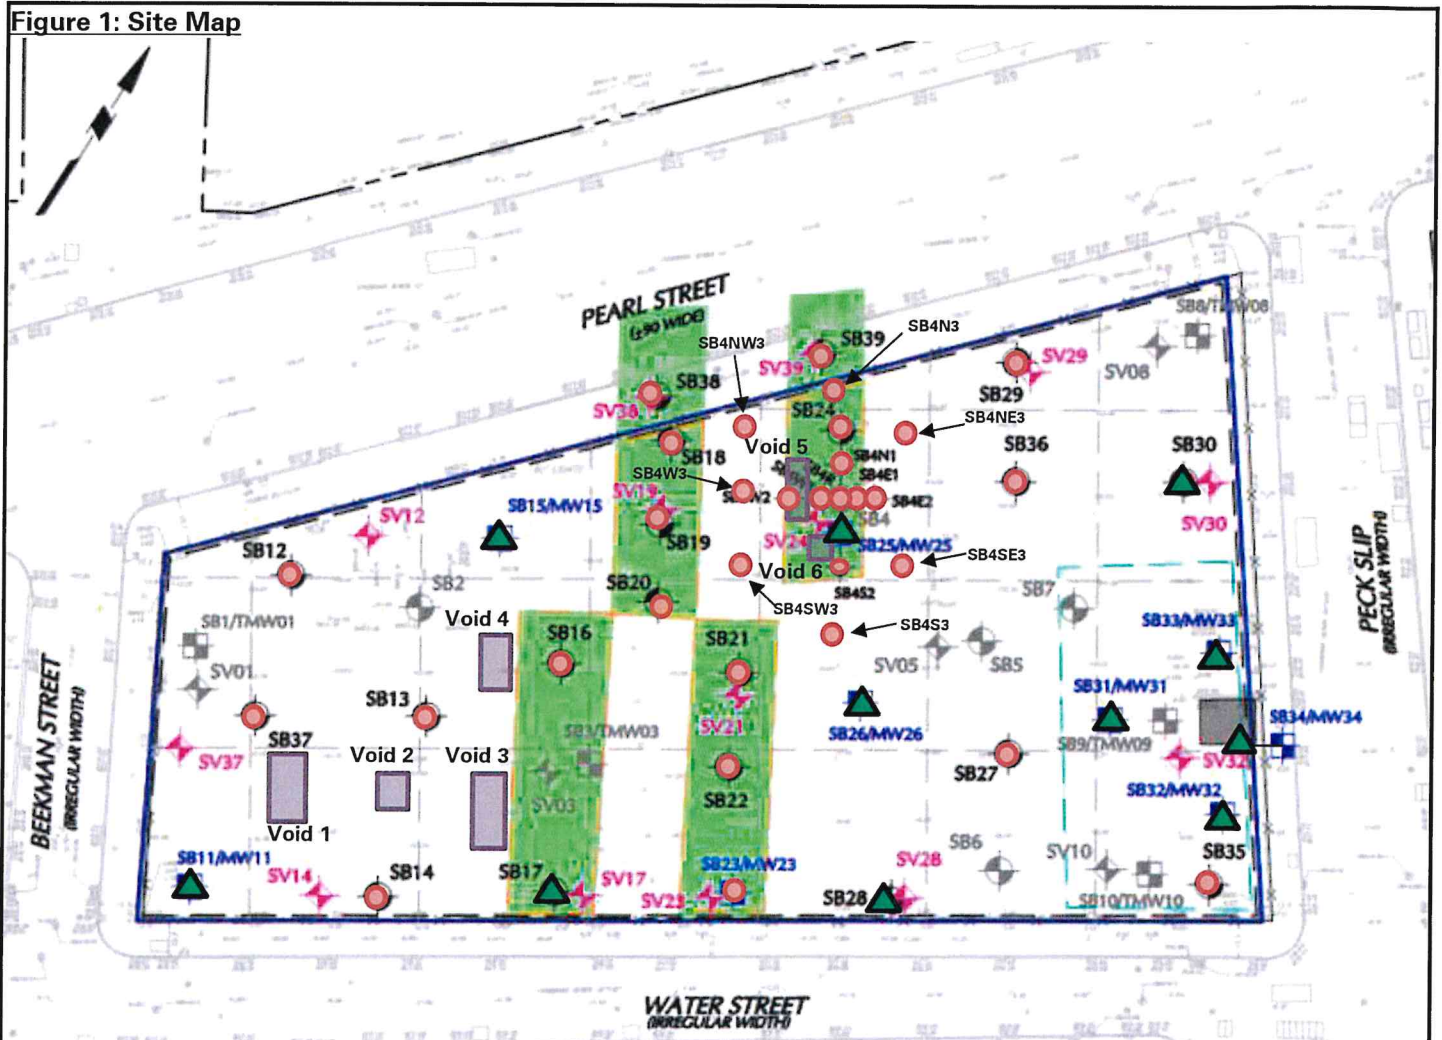 Figure 1: Site Map
PEARL STREET
(±90 WIDE)
SB8/TMW08
SB39
SB4N3
SB4NW3
SV39
SV29
SV08
SB38
SV38
SB29
SB24
SB4NE3
Void 5
SB18
SB36
SB30
SB4N1
SB4W3
SB4E1
SB4E2
SV19
SB15/MW15
SV12
SB4
SV30
SB19
SV24
SB25/MW25
SB12
SB4SE3
Void 6
SB2
SB20
SB4S2
SB7
SB4SW3
Void 4
SB1/TMW01
SB33/MW33
SB4S3
SB16
SB21
SV05
SB5
SV01
SB31/MW31
SB13
SV21
SB26/MW26
SB34/MW34
SB3/TMW03
SB37
SB9/TMW09
SV37
Void 2
Void 3
SB27
SV32
SB32/MW32
SB22
SV03
Void 1
SB11/MW11
SV14
SB14
SB17
SV17
SB23/MW23
SV23
SV28
SB28
SB6
SV10
SB35
SB10/TMW10
BEEKMAN STREET
(IRREGULAR WIDTH)
PECK SLIP
(IRREGULAR WIDTH)
WATER STREET
(IRREGULAR WIDTH)